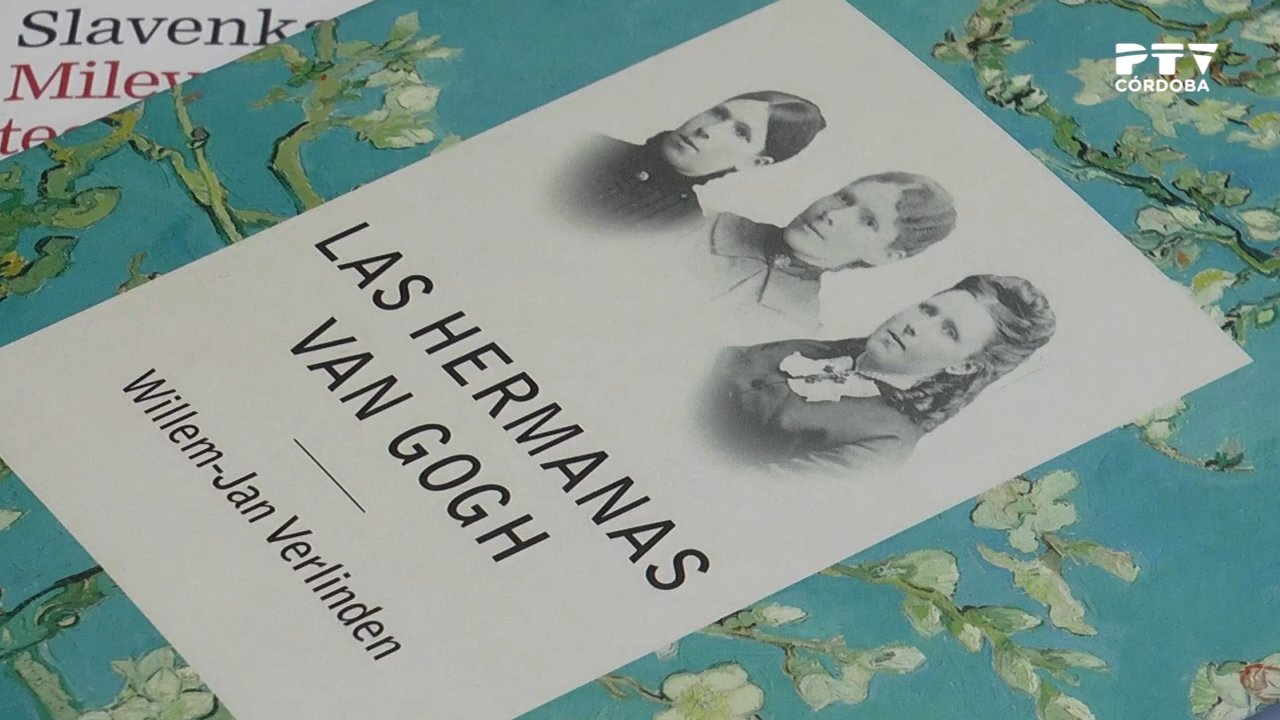 Slavenka
PTV
CÓRDOBA
LAS HERMANAS
VAN GOGH
Willem-Jan Verlinden